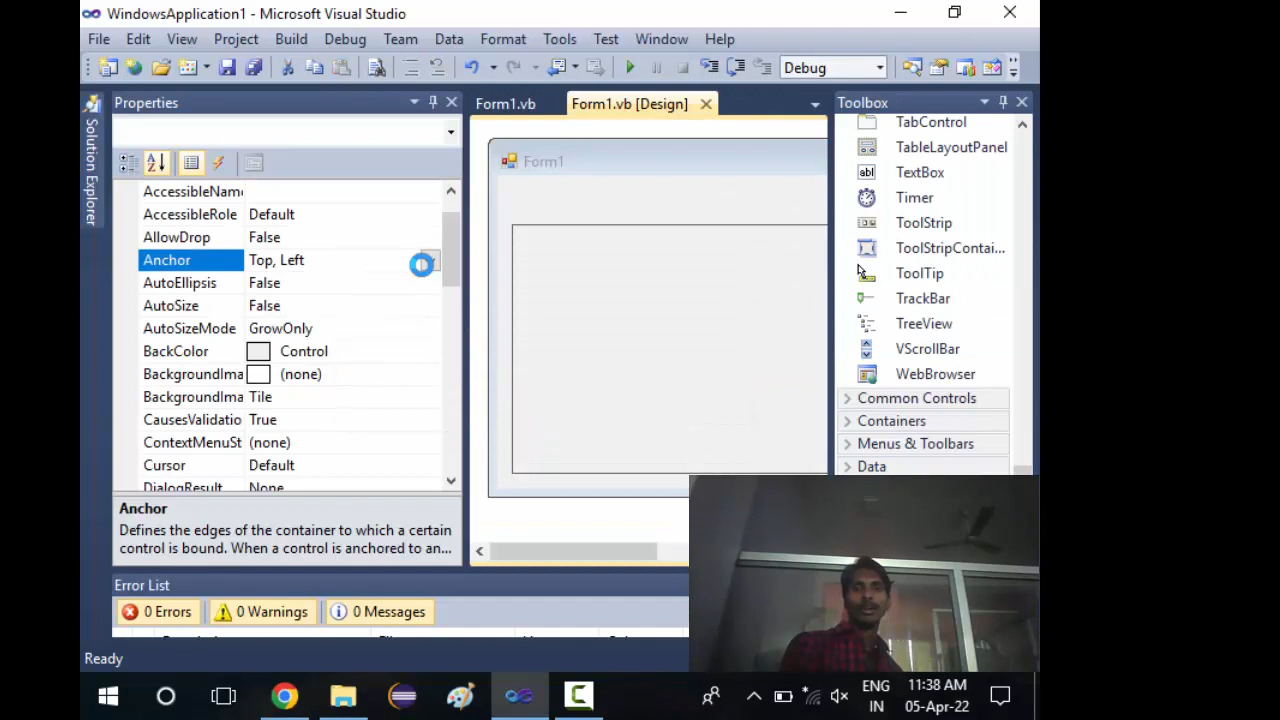 WindowsApplication1 - Microsoft Visual Studio
File Edit View Project Build Debug Team Data Format Tools Test Window Help
Debug
Solution Explorer
Properties
AccessibleName
AccessibleRole Default
AllowDrop False
Anchor Top, Left
AutoEllipsis False
AutoSize False
AutoSizeMode GrowOnly
BackColor Control
BackgroundIma (none)
BackgroundIma Tile
CausesValidatio True
ContextMenuSt (none)
Cursor Default
DialogResult None
Anchor
Defines the edges of the container to which a certain
control is bound. When a control is anchored to an...
Form1.vb Form1.vb [Design]
Form1
Toolbox
TabControl
TableLayoutPanel
abl TextBox
Timer
ToolStrip
ToolStripContai...
ToolTip
TrackBar
TreeView
VScrollBar
WebBrowser
Common Controls
Containers
Menus & Toolbars
Data
Error List
0 Errors 0 Warnings 0 Messages
Ready
ENG
IN
11:38 AM
05-Apr-22